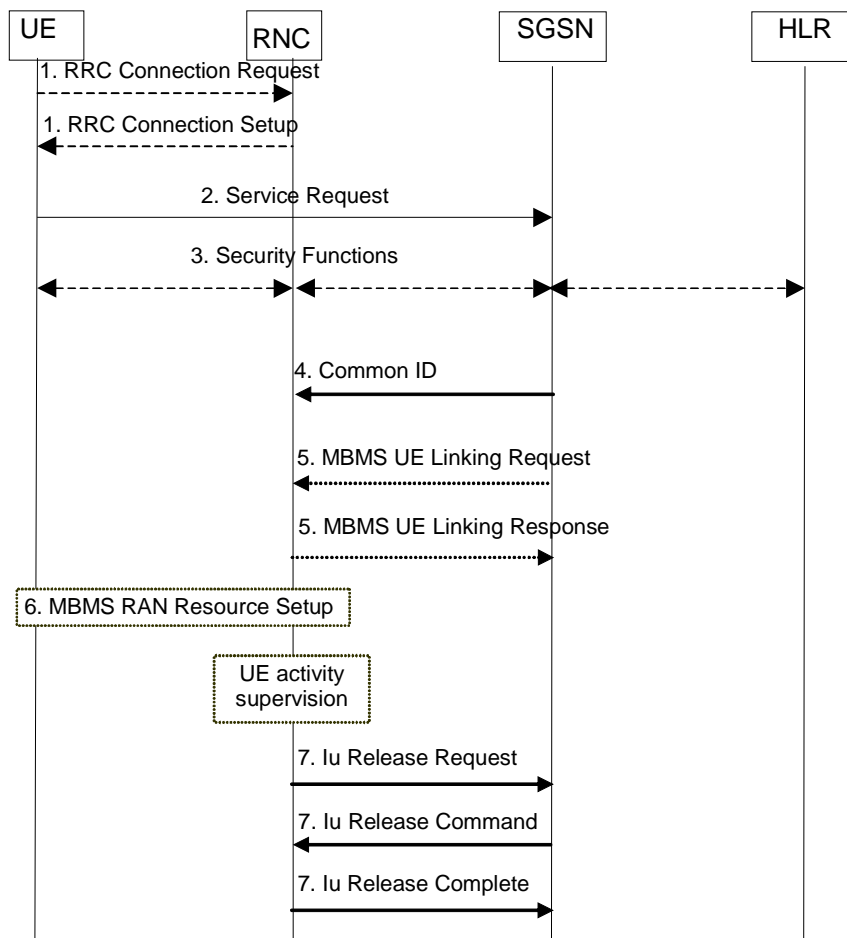 UE
RNC
SGSN
HLR
1. RRC Connection Request
1. RRC Connection Setup
2. Service Request
3. Security Functions
4. Common ID
5. MBMS UE Linking Request
5. MBMS UE Linking Response
6. MBMS RAN Resource Setup
UE activity
supervision
7. Iu Release Request
7. Iu Release Command
7. Iu Release Complete